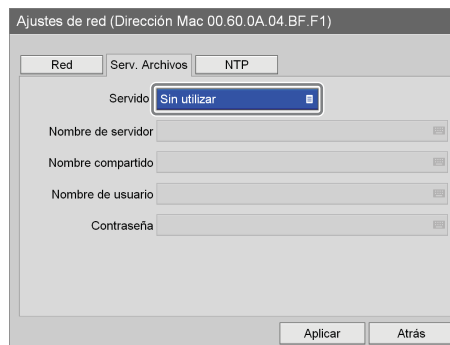 Ajustes de red (Dirección Mac 00.60.0A.04.BF.F1)
Red Serv. Archivos NTP
Servido Sin utilizar
Nombre de servidor
Nombre compartido
Nombre de usuario
Contraseña
Aplicar Atrás